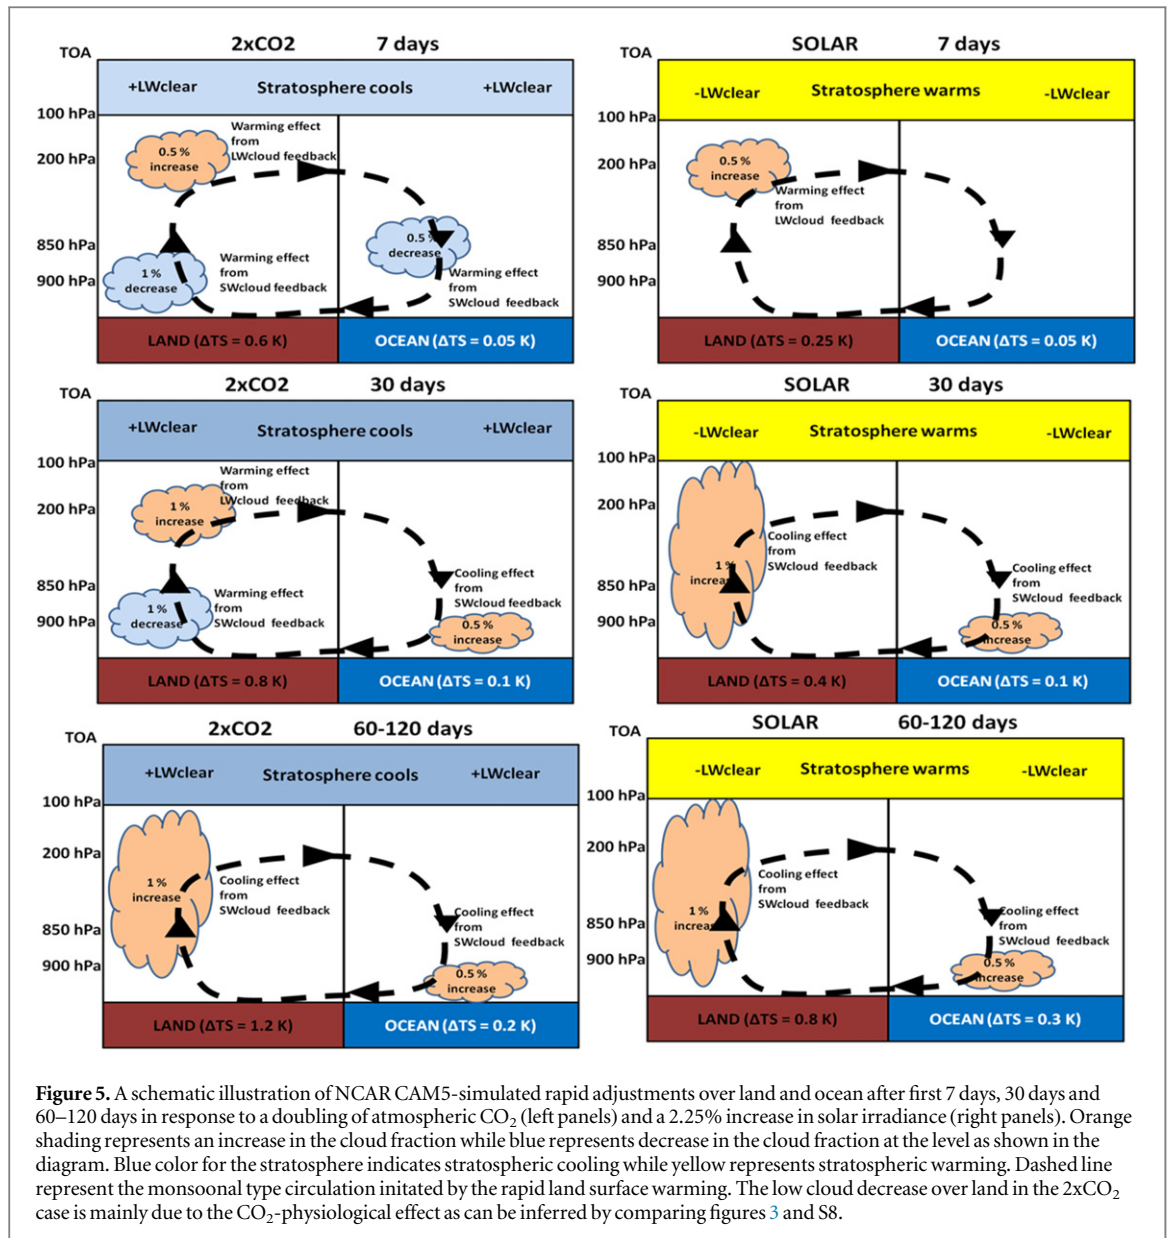 2xCO2 7 days
TOA
+LWclear Stratosphere cools +LWclear
100 hPa
Warming effect
from
LWcloud feedback
0.5 %
increase
200 hPa
850 hPa
0.5 %
decrease
Warming effect
from
SWcloud feedback
1 %
decrease
900 hPa
Warming effect
from
SWcloud feedback
LAND (ΔTS = 0.6 K) OCEAN (ΔTS = 0.05 K)
SOLAR 7 days
TOA
-LWclear Stratosphere warms -LWclear
100 hPa
0.5 %
increase
200 hPa
Warming effect
from
LWcloud feedback
850 hPa
900 hPa
LAND (ΔTS = 0.25 K) OCEAN (ΔTS = 0.05 K)
2xCO2 30 days
TOA
+LWclear Stratosphere cools +LWclear
100 hPa
Warming effect
from
LWcloud feedback
1 %
increase
200 hPa
850 hPa
Cooling effect
from
SWcloud feedback
1 %
decrease
Warming effect
from
SWcloud feedback
900 hPa
0.5 %
increase
LAND (ΔTS = 0.8 K) OCEAN (ΔTS = 0.1 K)
SOLAR 30 days
TOA
-LWclear Stratosphere warms -LWclear
100 hPa
200 hPa
Cooling effect
from
SWcloud feedback
1 %
increase
850 hPa
Cooling effect
from
SWcloud feedback
900 hPa
0.5 %
increase
LAND (ΔTS = 0.4 K) OCEAN (ΔTS = 0.1 K)
2xCO2 60-120 days
TOA
+LWclear Stratosphere cools +LWclear
100 hPa
200 hPa
1 %
increase
Cooling effect
from
SWcloud feedback
850 hPa
Cooling effect
from
SWcloud feedback
900 hPa
0.5 %
increase
LAND (ΔTS = 1.2 K) OCEAN (ΔTS = 0.2 K)
SOLAR 60-120 days
TOA
-LWclear Stratosphere warms -LWclear
100 hPa
200 hPa
Cooling effect
from
SWcloud feedback
1 %
increase
850 hPa
Cooling effect
from
SWcloud feedback
900 hPa
0.5 %
increase
LAND (ΔTS = 0.8 K) OCEAN (ΔTS = 0.3 K)
Figure 5. A schematic illustration of NCAR CAM5-simulated rapid adjustments over land and ocean after first 7 days, 30 days and
60–120 days in response to a doubling of atmospheric CO₂ (left panels) and a 2.25% increase in solar irradiance (right panels). Orange
shading represents an increase in the cloud fraction while blue represents decrease in the cloud fraction at the level as shown in the
diagram. Blue color for the stratosphere indicates stratospheric cooling while yellow represents stratospheric warming. Dashed line
represent the monsoonal type circulation initated by the rapid land surface warming. The low cloud decrease over land in the 2xCO₂
case is mainly due to the CO₂-physiological effect as can be inferred by comparing figures 3 and S8.